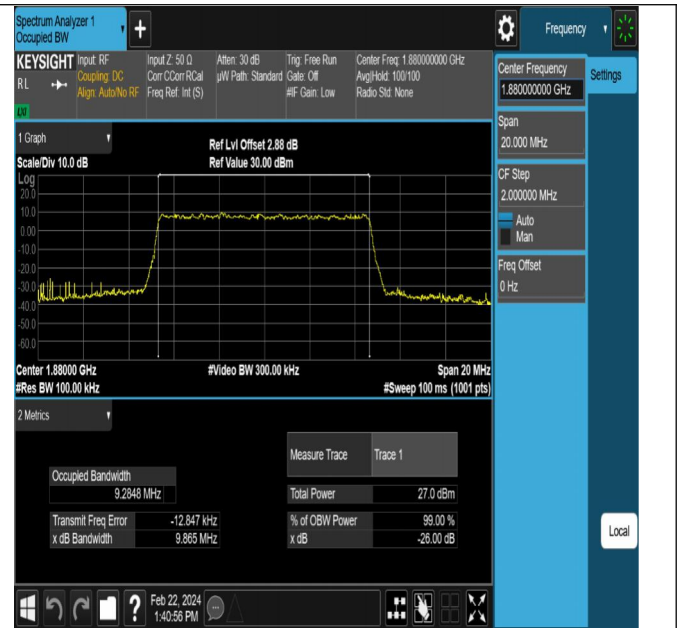 Spectrum Analyzer 1
Occupied BW
Frequency
KEYSIGHT
RL
LXI
Input: RF
Coupling: DC
Align: Auto/No RF
Input Z: 50 Ω
Corr CCorr RCal
Freq Ref: Int (S)
Atten: 30 dB
µW Path: Standard
Trig: Free Run
Gate: Off
#IF Gain: Low
Center Freq: 1.880000000 GHz
Avg|Hold: 100/100
Radio Std: None
Center Frequency
1.880000000 GHz
Settings
Span
20.000 MHz
CF Step
2.000000 MHz
Auto
Man
Freq Offset
0 Hz
Local
1 Graph
Scale/Div 10.0 dB
Ref Lvl Offset 2.88 dB
Ref Value 30.00 dBm
Log
20.0
10.0
0.00
-10.0
-20.0
-30.0
-40.0
-50.0
-60.0
Center 1.88000 GHz
#Video BW 300.00 kHz
Span 20 MHz
#Res BW 100.00 kHz
#Sweep 100 ms (1001 pts)
2 Metrics
Measure Trace
Trace 1
Occupied Bandwidth
9.2848 MHz
Total Power
27.0 dBm
Transmit Freq Error
-12.847 kHz
% of OBW Power
99.00 %
x dB Bandwidth
9.865 MHz
x dB
-26.00 dB
?
Feb 22, 2024
1:40:56 PM